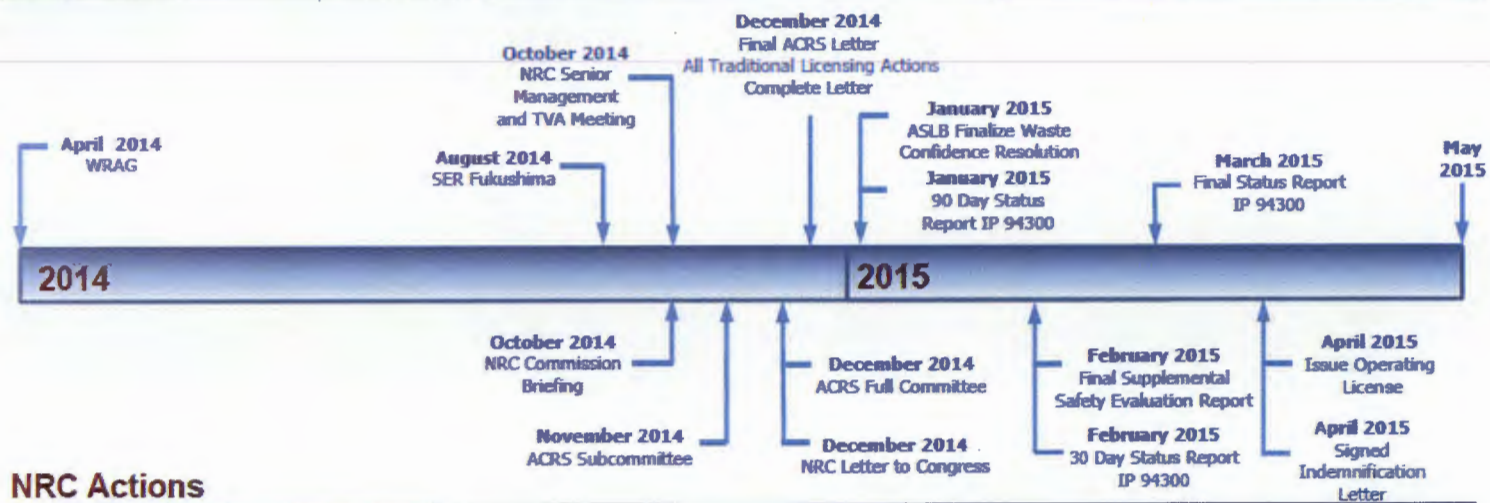 December 2014
Final ACRS Letter
All Traditional Licensing Actions
Complete Letter
October 2014
NRC Senior
Management
and TVA Meeting
January 2015
ASLB Finalize Waste
Confidence Resolution
April 2014
WRAG
August 2014
SER Fukushima
January 2015
90 Day Status
Report IP 94300
March 2015
Final Status Report
IP 94300
May
2015
2014
2015
October 2014
NRC Commission
Briefing
December 2014
ACRS Full Committee
February 2015
Final Supplemental
Safety Evaluation Report
April 2015
Issue Operating
License
November 2014
ACRS Subcommittee
December 2014
NRC Letter to Congress
February 2015
30 Day Status Report
IP 94300
April 2015
Signed
Indemnification
Letter
NRC Actions